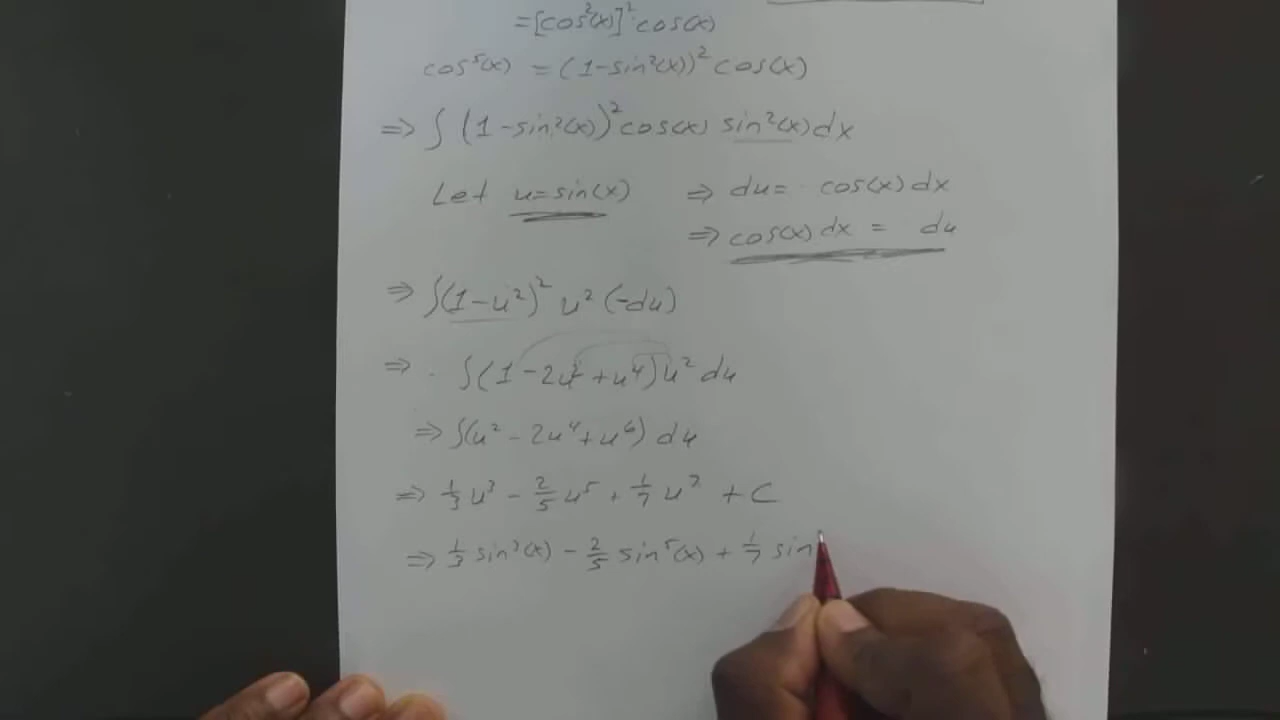 =[cos²(x)]² cos(x)
cos⁵(x) = (1-sin²(x))² cos(x)
⇒ ∫(1-sin²(x))² cos(x) sin²(x) dx
Let u=sin(x) ⇒ du= cos(x) dx
⇒ cos(x) dx = du
⇒ ∫(1-u²)² u² (-du)
⇒ ∫(1-2u²+u⁴)u² du
⇒ ∫(u²-2u⁴+u⁶) du
⇒ 1/3 u³ - 2/5 u⁵ + 1/7 u⁷ + C
⇒ 1/3 sin³(x) - 2/5 sin⁵(x) + 1/7 sin